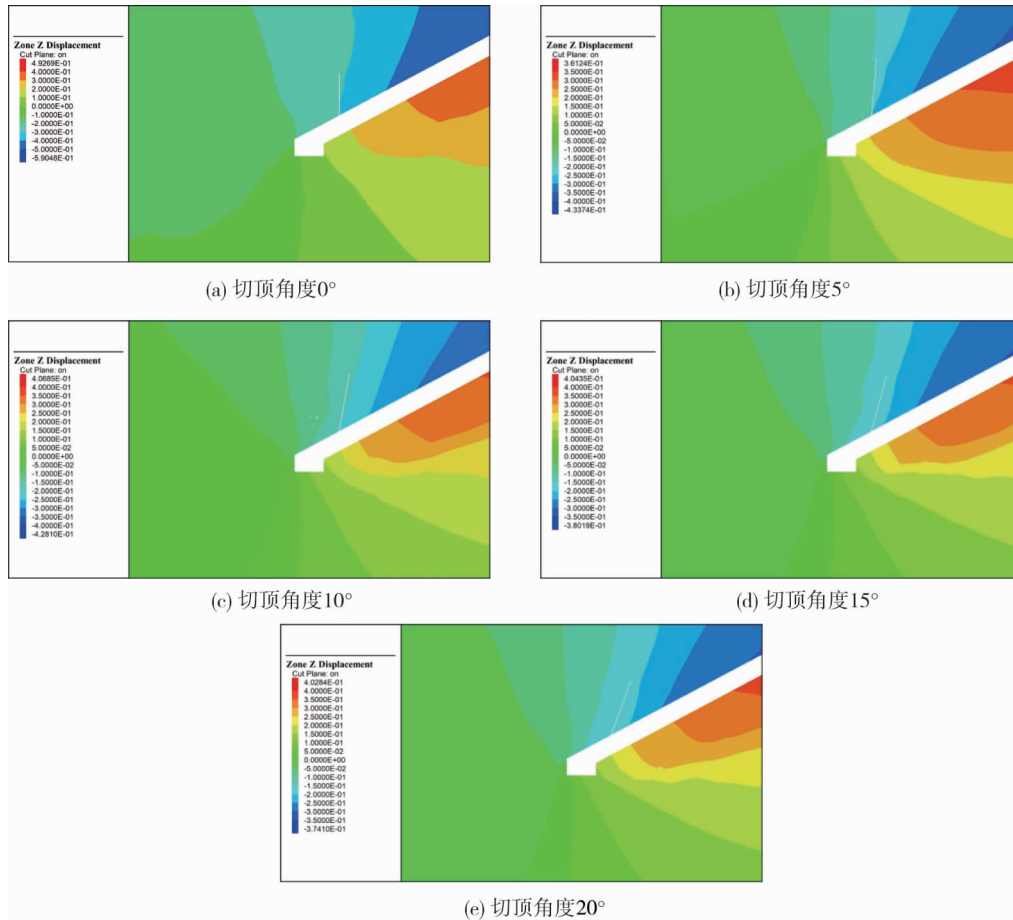 Zone Z Displacement
Cut Plane: on
4.9269E-01
4.0000E-01
3.0000E-01
2.0000E-01
1.0000E-01
0.0000E+00
-1.0000E-01
-2.0000E-01
-3.0000E-01
-4.0000E-01
-5.0000E-01
-5.9048E-01
(a) 切顶角度0°
Zone Z Displacement
Cut Plane: on
3.6124E-01
3.5000E-01
3.0000E-01
2.5000E-01
2.0000E-01
1.5000E-01
1.0000E-01
5.0000E-02
0.0000E+00
-5.0000E-02
-1.0000E-01
-1.5000E-01
-2.0000E-01
-2.5000E-01
-3.0000E-01
-3.5000E-01
-4.0000E-01
-4.3374E-01
(b) 切顶角度5°
Zone Z Displacement
Cut Plane: on
4.0685E-01
4.0000E-01
3.5000E-01
3.0000E-01
2.5000E-01
2.0000E-01
1.5000E-01
1.0000E-01
5.0000E-02
0.0000E+00
-5.0000E-02
-1.0000E-01
-1.5000E-01
-2.0000E-01
-2.5000E-01
-3.0000E-01
-3.5000E-01
-4.0000E-01
-4.2810E-01
(c) 切顶角度10°
Zone Z Displacement
Cut Plane: on
4.0435E-01
4.0000E-01
3.5000E-01
3.0000E-01
2.5000E-01
2.0000E-01
1.5000E-01
1.0000E-01
5.0000E-02
0.0000E+00
-5.0000E-02
-1.0000E-01
-1.5000E-01
-2.0000E-01
-2.5000E-01
-3.0000E-01
-3.5000E-01
-3.8019E-01
(d) 切顶角度15°
Zone Z Displacement
Cut Plane: on
4.0284E-01
4.0000E-01
3.5000E-01
3.0000E-01
2.5000E-01
2.0000E-01
1.5000E-01
1.0000E-01
5.0000E-02
0.0000E+00
-5.0000E-02
-1.0000E-01
-1.5000E-01
-2.0000E-01
-2.5000E-01
-3.0000E-01
-3.5000E-01
-3.7410E-01
(e) 切顶角度20°